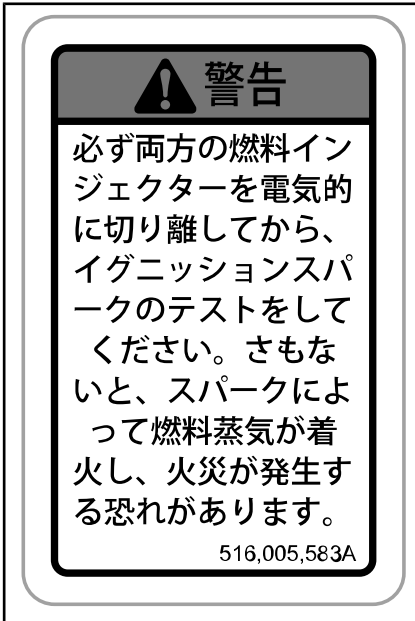 警告
必ず両方の燃料イン
ジェクターを電気的
に切り離してから、
イグニッションスパ
ークのテストをして
ください。さもな
いと、スパークによ
って燃料蒸気が着
火し、火災が発生す
る恐れがあります。
516,005,583A